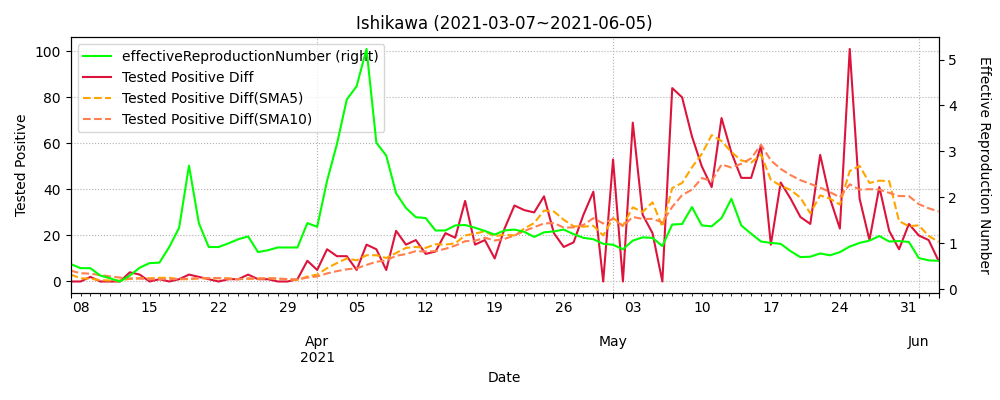 Ishikawa (2021-03-07~2021-06-05)
effectiveReproductionNumber (right)
Tested Positive Diff
Tested Positive Diff(SMA5)
Tested Positive Diff(SMA10)
Tested Positive
100
80
60
40
20
0
Effective Reproduction Number
5
4
3
2
1
0
08 15 22 29 05 12 19 26 03 10 17 24 31
Apr May Jun
2021
Date